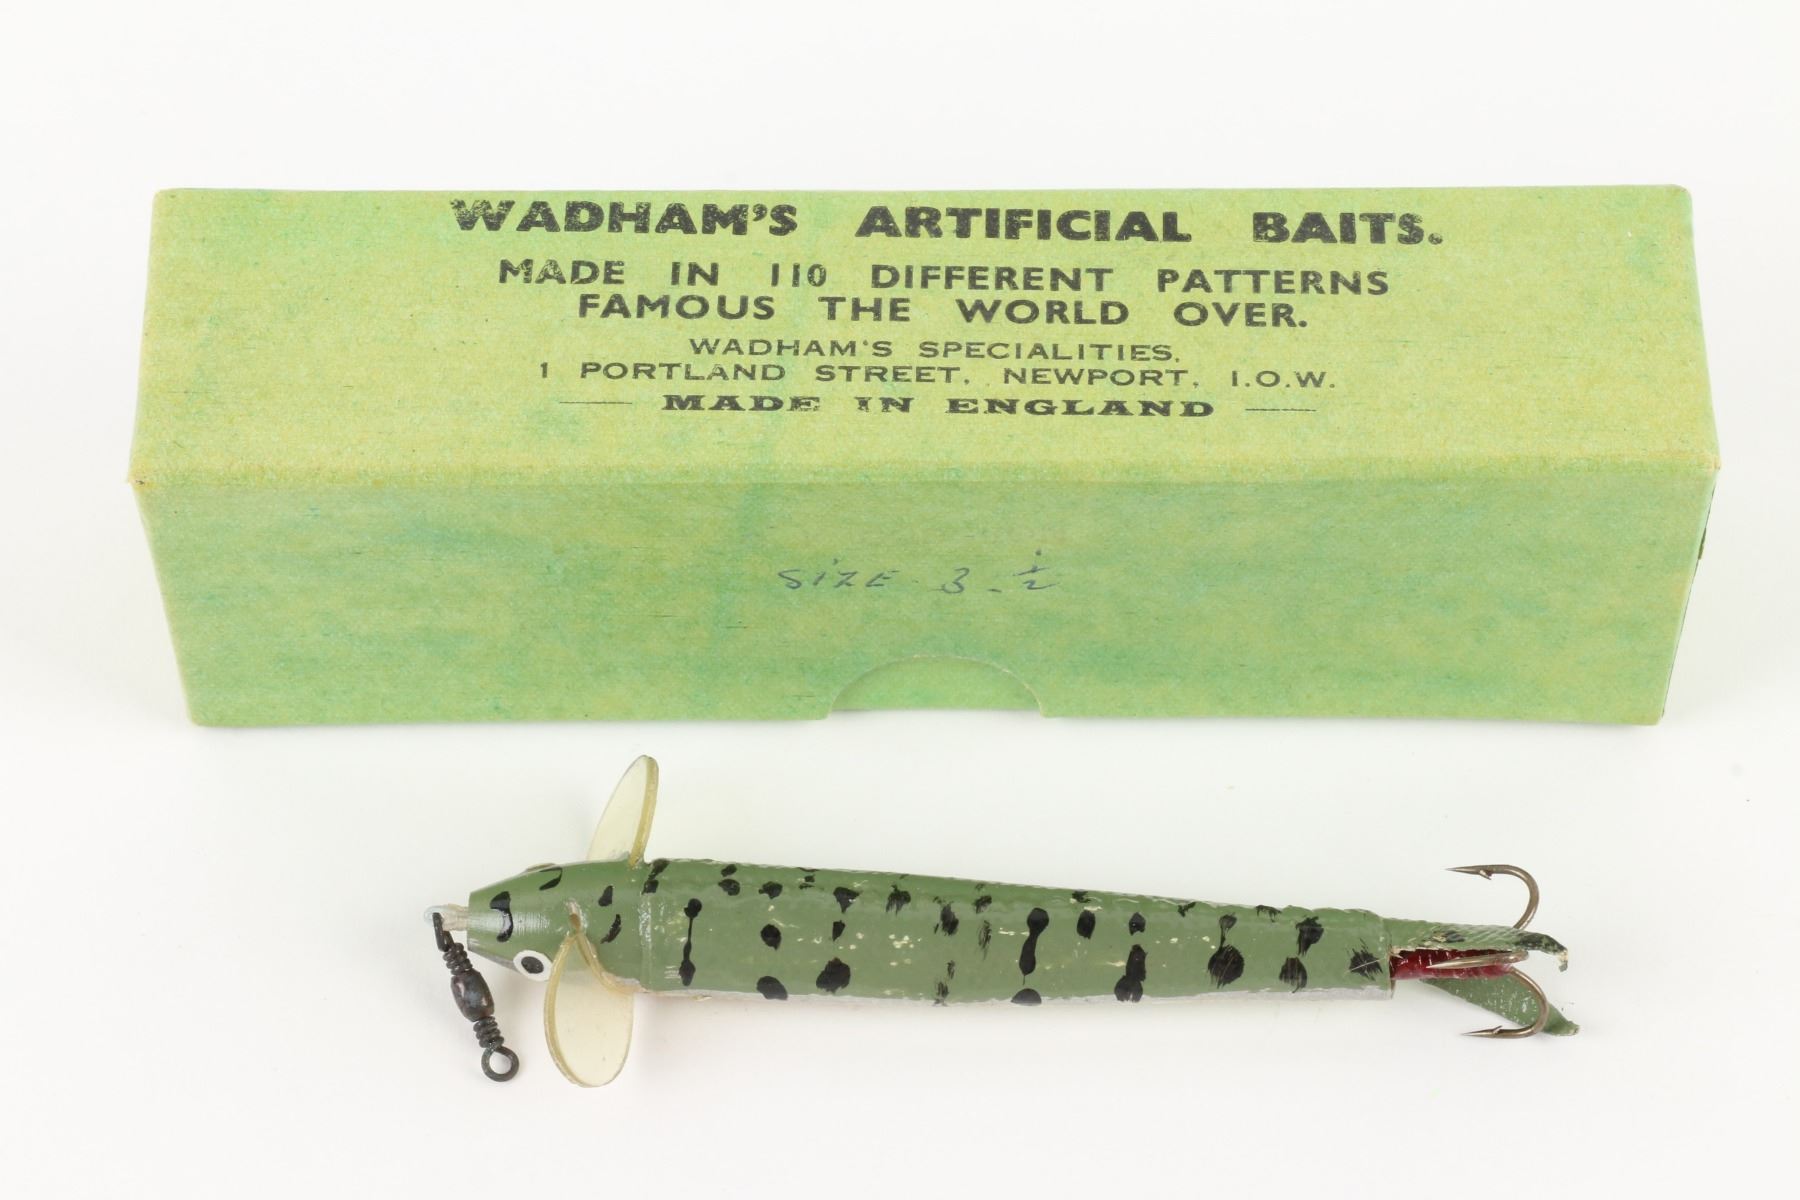 WADHAM'S ARTIFICIAL BAITS.
MADE IN 110 DIFFERENT PATTERNS
FAMOUS THE WORLD OVER.
WADHAM'S SPECIALITIES,
1 PORTLAND STREET, NEWPORT, I.O.W.
MADE IN ENGLAND
SIZE 3-½